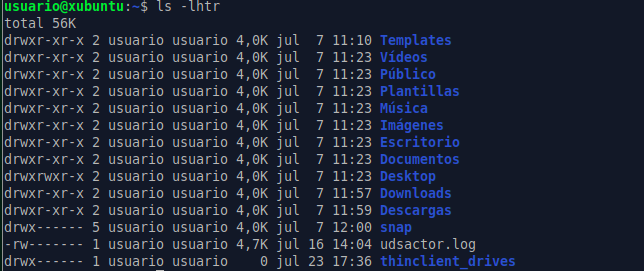 usuario@xubuntu:~$ ls -lhtr
total 56K
drwxr-xr-x 2 usuario usuario 4,0K jul  7 11:10 Templates
drwxr-xr-x 2 usuario usuario 4,0K jul  7 11:23 Vídeos
drwxr-xr-x 2 usuario usuario 4,0K jul  7 11:23 Público
drwxr-xr-x 2 usuario usuario 4,0K jul  7 11:23 Plantillas
drwxr-xr-x 2 usuario usuario 4,0K jul  7 11:23 Música
drwxr-xr-x 2 usuario usuario 4,0K jul  7 11:23 Imágenes
drwxr-xr-x 2 usuario usuario 4,0K jul  7 11:23 Escritorio
drwxr-xr-x 2 usuario usuario 4,0K jul  7 11:23 Documentos
drwxrwxr-x 2 usuario usuario 4,0K jul  7 11:23 Desktop
drwxr-xr-x 2 usuario usuario 4,0K jul  7 11:57 Downloads
drwxr-xr-x 2 usuario usuario 4,0K jul  7 11:59 Descargas
drwx------ 5 usuario usuario 4,0K jul  7 12:00 snap
-rw------- 1 usuario usuario 4,7K jul 16 14:04 udsactor.log
drwx------ 1 usuario usuario    0 jul 23 17:36 thinclient_drives